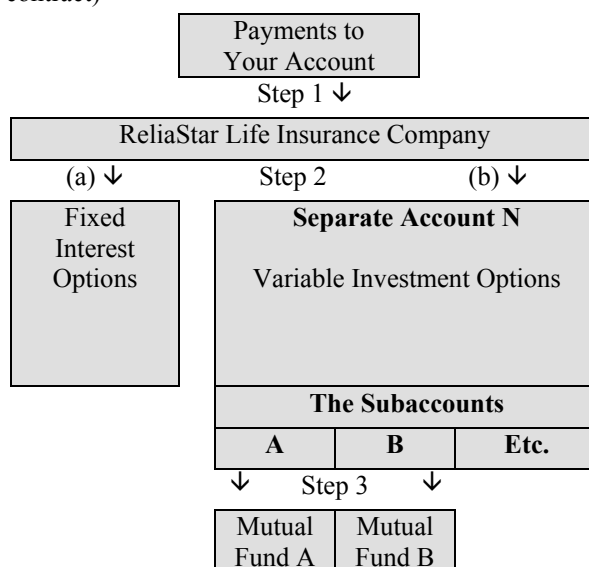 contract)
Payments to
Your Account
Step 1 ↓
ReliaStar Life Insurance Company
(a) ↓ Step 2 (b) ↓
Fixed
Interest
Options
Separate Account N
Variable Investment Options
The Subaccounts
A B Etc.
↓ Step 3 ↓
Mutual
Fund A
Mutual
Fund B